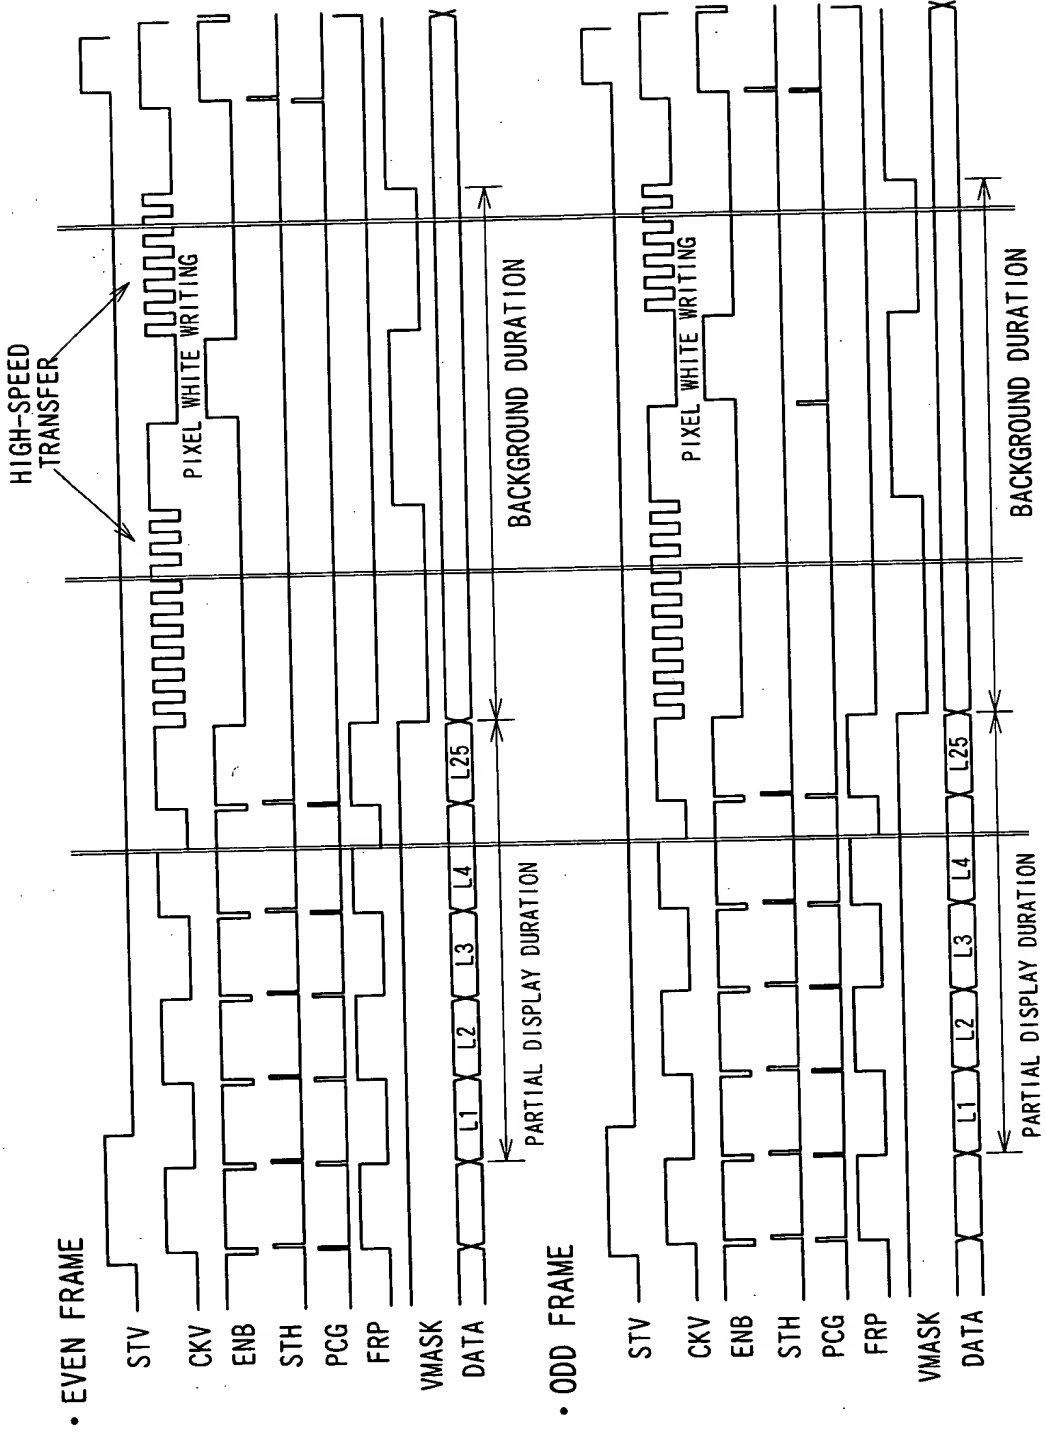 • EVEN FRAME
HIGH-SPEED
TRANSFER
STV
CKV
PIXEL WHITE WRITING
ENB
STH
PCG
FRP
VMASK
DATA
L1 L2 L3 L4 L25
PARTIAL DISPLAY DURATION
BACKGROUND DURATION
• ODD FRAME
STV
CKV
PIXEL WHITE WRITING
ENB
STH
PCG
FRP
VMASK
DATA
L1 L2 L3 L4 L25
PARTIAL DISPLAY DURATION
BACKGROUND DURATION